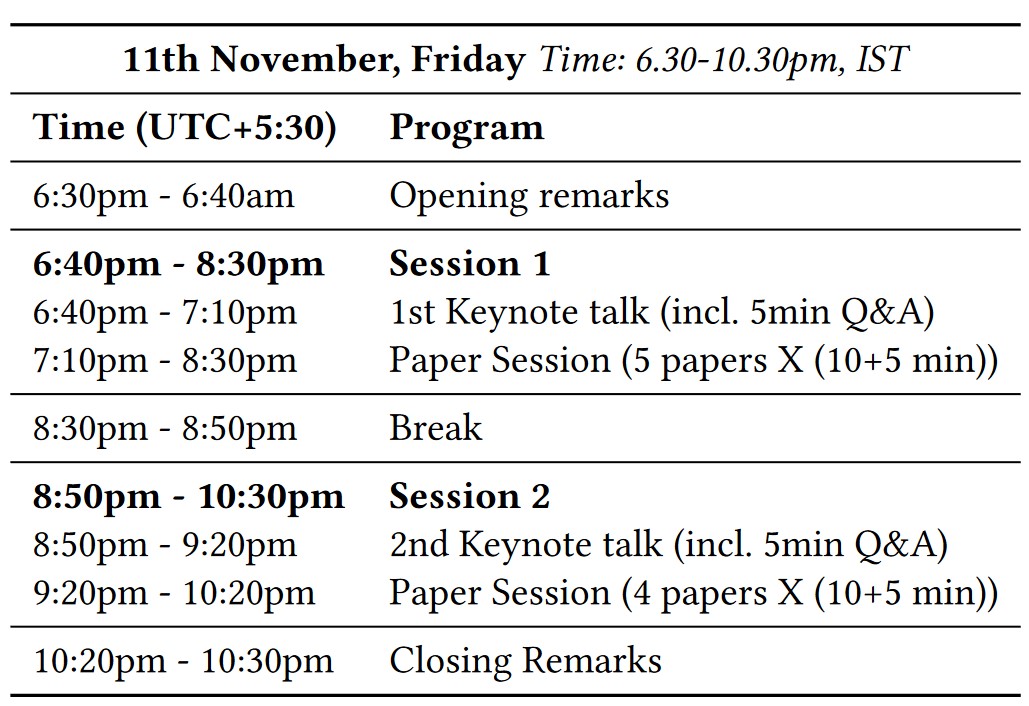 11th November, Friday Time: 6.30-10.30pm, IST
Time (UTC+5:30) Program
6:30pm - 6:40am Opening remarks
6:40pm - 8:30pm Session 1
6:40pm - 7:10pm 1st Keynote talk (incl. 5min Q&A)
7:10pm - 8:30pm Paper Session (5 papers X (10+5 min))
8:30pm - 8:50pm Break
8:50pm - 10:30pm Session 2
8:50pm - 9:20pm 2nd Keynote talk (incl. 5min Q&A)
9:20pm - 10:20pm Paper Session (4 papers X (10+5 min))
10:20pm - 10:30pm Closing Remarks